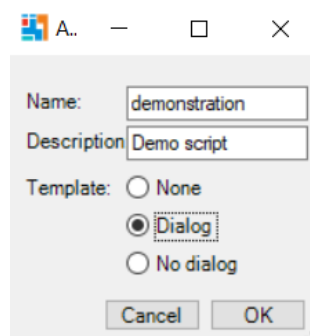 A..
Name: demonstration
Description Demo script
Template: None
Dialog
No dialog
Cancel OK